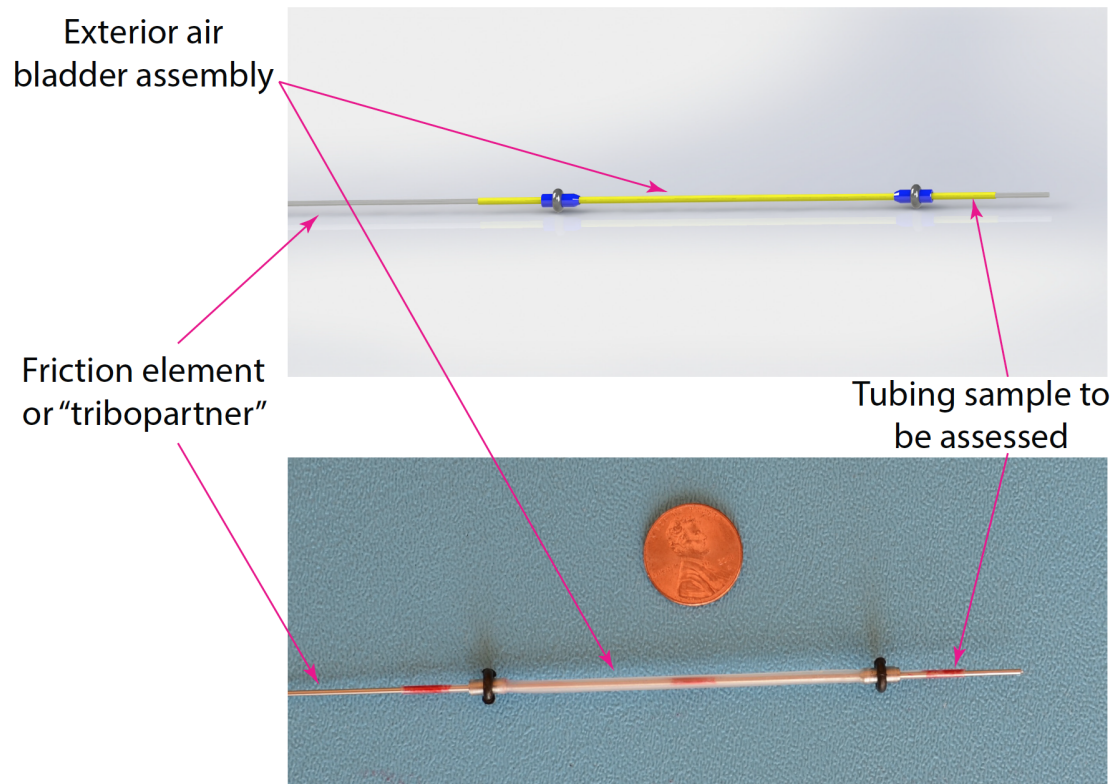 Exterior air
bladder assembly
Friction element
or “tribopartner”
Tubing sample to
be assessed